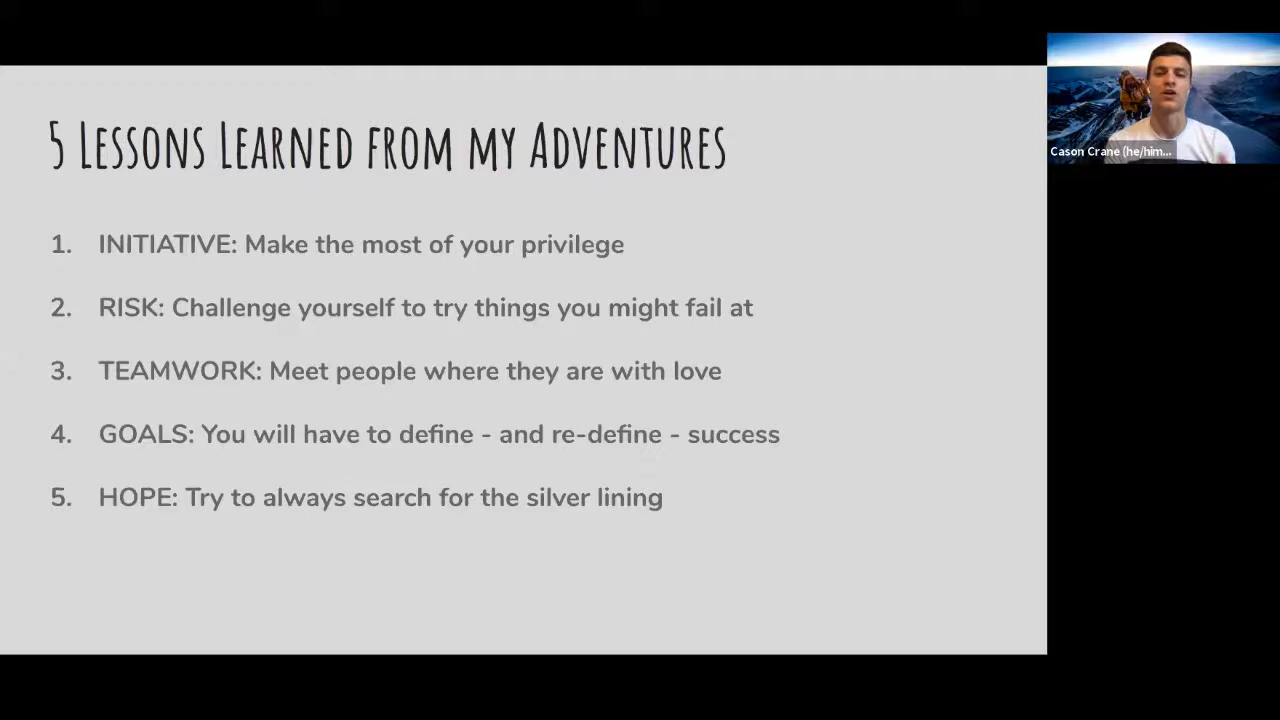 5 Lessons Learned from my Adventures
1. INITIATIVE: Make the most of your privilege
2. RISK: Challenge yourself to try things you might fail at
3. TEAMWORK: Meet people where they are with love
4. GOALS: You will have to define - and re-define - success
5. HOPE: Try to always search for the silver lining
Cason Crane (he/him...